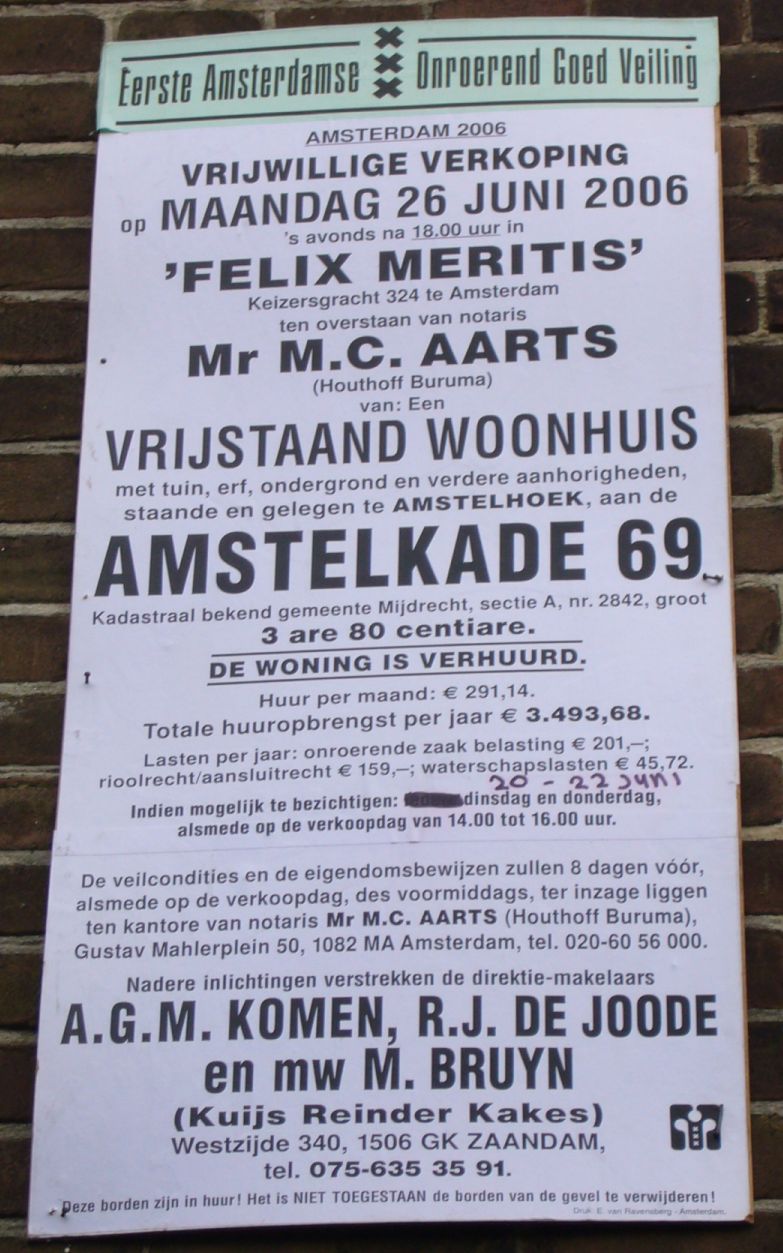 Eerste Amsterdamse Onroerend Goed Veiling
AMSTERDAM 2006
VRIJWILLIGE VERKOPING
op MAANDAG 26 JUNI 2006
's avonds na 18.00 uur in
'FELIX MERITIS'
Keizersgracht 324 te Amsterdam
ten overstaan van notaris
Mr M.C. AARTS
(Houthoff Buruma)
van: Een
VRIJSTAAND WOONHUIS
met tuin, erf, ondergrond en verdere aanhorigheden,
staande en gelegen te AMSTELHOEK, aan de
AMSTELKADE 69
Kadastraal bekend gemeente Mijdrecht, sectie A, nr. 2842, groot
3 are 80 centiare.
DE WONING IS VERHUURD.
Huur per maand: € 291,14.
Totale huuropbrengst per jaar € 3.493,68.
Lasten per jaar: onroerende zaak belasting € 201,–;
rioolrecht/aansluitrecht € 159,–; waterschapslasten € 45,72.
20 - 22 juni
Indien mogelijk te bezichtigen: dinsdag en donderdag,
alsmede op de verkoopdag van 14.00 tot 16.00 uur.
De veilcondities en de eigendomsbewijzen zullen 8 dagen vóór,
alsmede op de verkoopdag, des voormiddags, ter inzage liggen
ten kantore van notaris Mr M.C. AARTS (Houthoff Buruma),
Gustav Mahlerplein 50, 1082 MA Amsterdam, tel. 020-60 56 000.
Nadere inlichtingen verstrekken de direktie-makelaars
A.G.M. KOMEN, R.J. DE JOODE
en mw M. BRUYN
(Kuijs Reinder Kakes)
Westzijde 340, 1506 GK ZAANDAM,
tel. 075-635 35 91.
Deze borden zijn in huur! Het is NIET TOEGESTAAN de borden van de gevel te verwijderen!
Druk: E. van Ravensberg - Amsterdam.